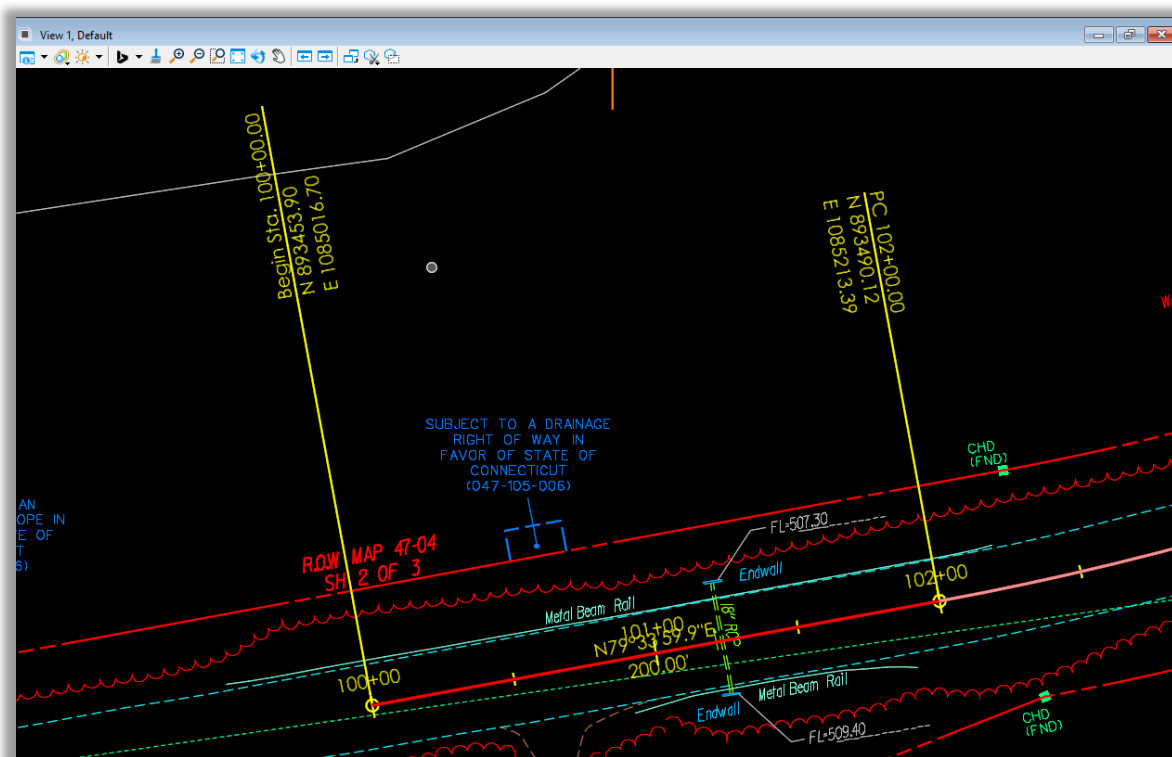 View 1, Default
Begin Sta. 100+00.00
N 893453.90
E 1085016.70
PC 102+00.00
N 893490.12
E 1085213.39
W
SUBJECT TO A DRAINAGE
RIGHT OF WAY IN
FAVOR OF STATE OF
CONNECTICUT
(047-105-006)
CHD
(FND)
AN
OPE IN
E OF
T
6)
R.O.W MAP 47-04
SH 2 OF 3
FL=507.30
Endwall
102+00
Metal Beam Rail
18" RCP
101+00
N79°33'59.9"E
200.00'
100+00
Metal Beam Rail
Endwall
FL=509.40
CHD
(FND)